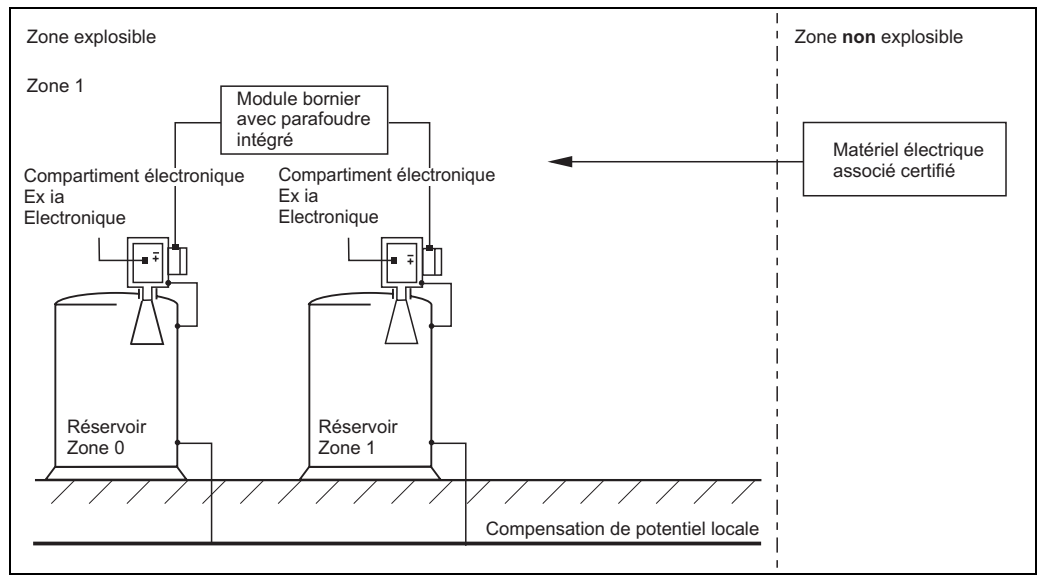 Zone explosible
Zone non explosible
Zone 1
Module bornier
avec parafoudre
intégré
Matériel électrique
associé certifié
Compartiment électronique
Ex ia
Electronique
Compartiment électronique
Ex ia
Electronique
Réservoir
Zone 0
Réservoir
Zone 1
Compensation de potentiel locale